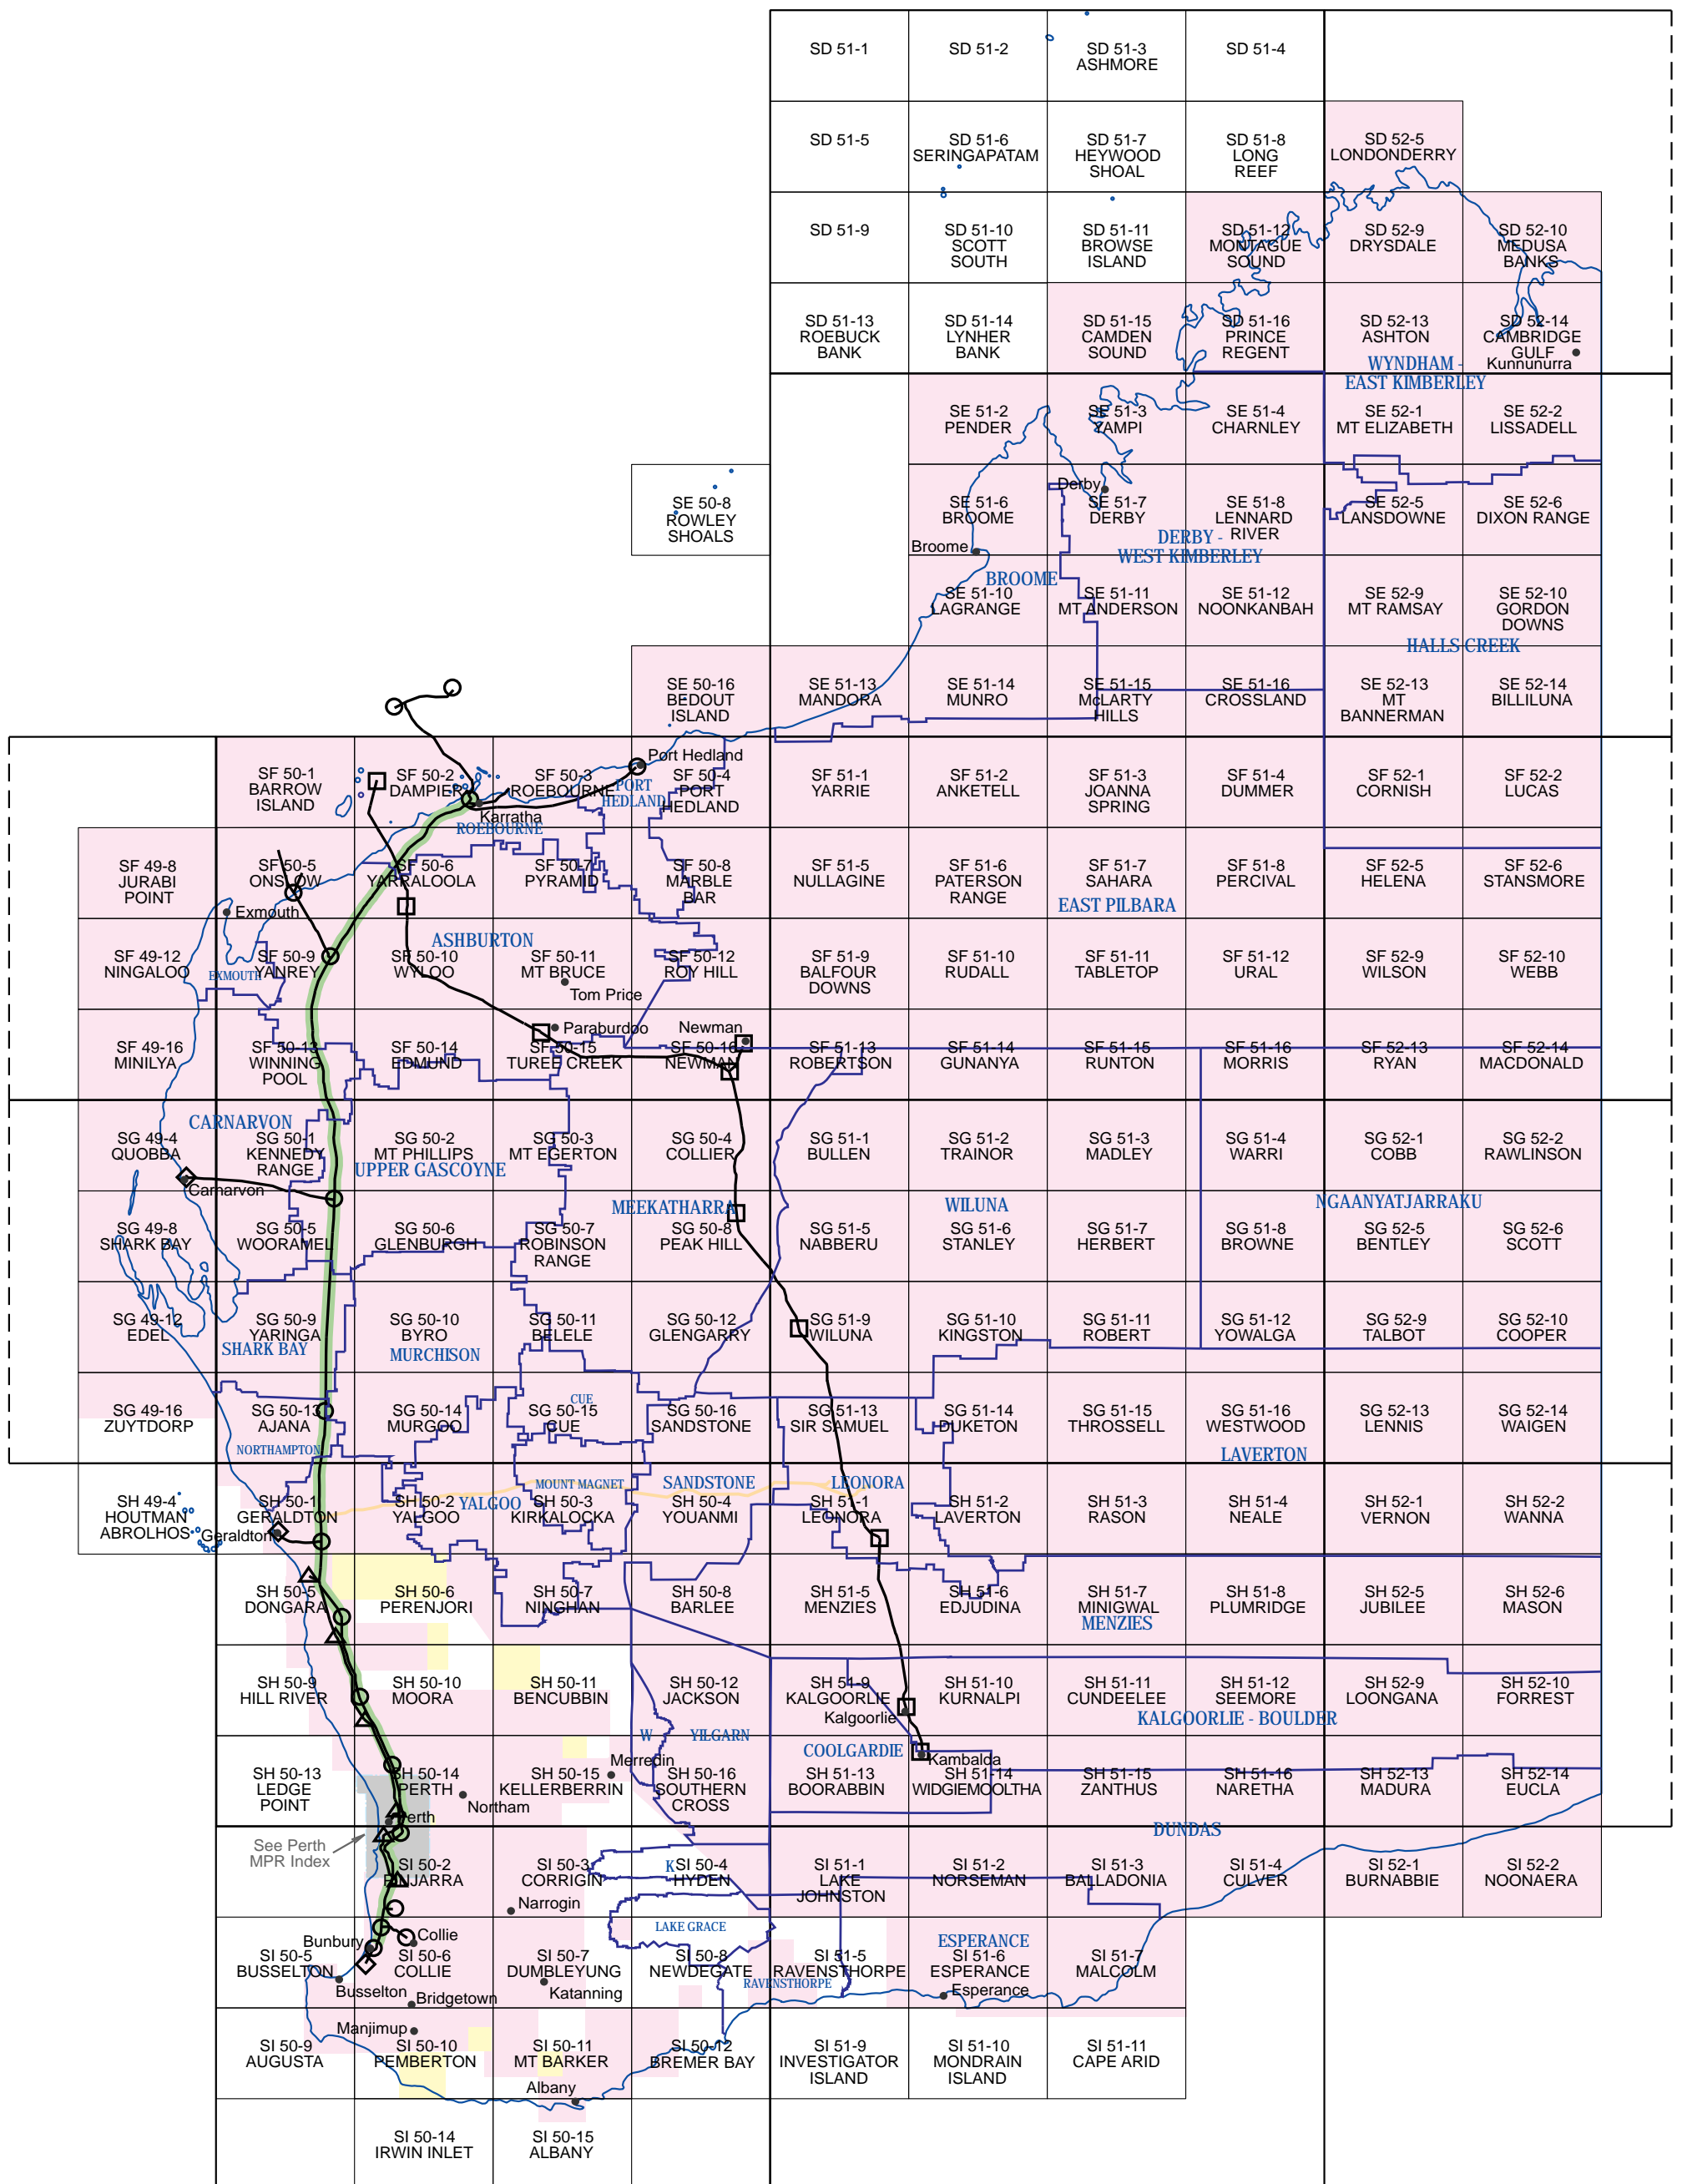 SD 51-1
SD 51-2
SD 51-3
ASHMORE
SD 51-4
SD 51-5
SD 51-6
SERINGAPATAM
SD 51-7
HEYWOOD
SHOAL
SD 51-8
LONG
REEF
SD 52-5
LONDONDERRY
SD 51-9
SD 51-10
SCOTT
SOUTH
SD 51-11
BROWSE
ISLAND
SD 51-12
MONTAGUE
SOUND
SD 52-9
DRYSDALE
SD 52-10
MEDUSA
BANKS
SD 51-13
ROEBUCK
BANK
SD 51-14
LYNHER
BANK
SD 51-15
CAMDEN
SOUND
SD 51-16
PRINCE
REGENT
SD 52-13
ASHTON
SD 52-14
CAMBRIDGE
GULF
Kununurra
WYNDHAM -
EAST KIMBERLEY
SE 51-2
PENDER
SE 51-3
YAMPI
SE 51-4
CHARNLEY
SE 52-1
MT ELIZABETH
SE 52-2
LISSADELL
SE 50-8
ROWLEY
SHOALS
SE 51-6
BROOME
Derby
SE 51-7
DERBY
SE 51-8
LENNARD
RIVER
SE 52-5
LANSDOWNE
SE 52-6
DIXON RANGE
DERBY -
WEST KIMBERLEY
Broome
BROOME
SE 51-10
LAGRANGE
SE 51-11
MT ANDERSON
SE 51-12
NOONKANBAH
SE 52-9
MT RAMSAY
SE 52-10
GORDON
DOWNS
HALLS CREEK
SE 50-16
BEDOUT
ISLAND
SE 51-13
MANDORA
SE 51-14
MUNRO
SE 51-15
McLARTY
HILLS
SE 51-16
CROSSLAND
SE 52-13
MT
BANNERMAN
SE 52-14
BILLILUNA
SF 50-1
BARROW
ISLAND
SF 50-2
DAMPIER
SF 50-3
ROEBOURNE
Port Hedland
SF 50-4
PORT
HEDLAND
PORT
HEDLAND
SF 51-1
YARRIE
SF 51-2
ANKETELL
SF 51-3
JOANNA
SPRING
SF 51-4
DUMMER
SF 52-1
CORNISH
SF 52-2
LUCAS
Karratha
ROEBOURNE
SF 49-8
JURABI
POINT
SF 50-5
ONSLOW
SF 50-6
YARRALOOLA
SF 50-7
PYRAMID
SF 50-8
MARBLE
BAR
SF 51-5
NULLAGINE
SF 51-6
PATERSON
RANGE
SF 51-7
SAHARA
SF 51-8
PERCIVAL
SF 52-5
HELENA
SF 52-6
STANSMORE
Exmouth
EAST PILBARA
ASHBURTON
SF 49-12
NINGALOO
EXMOUTH
SF 50-9
YANREY
SF 50-10
WYLOO
SF 50-11
MT BRUCE
Tom Price
SF 50-12
ROY HILL
SF 51-9
BALFOUR
DOWNS
SF 51-10
RUDALL
SF 51-11
TABLETOP
SF 51-12
URAL
SF 52-9
WILSON
SF 52-10
WEBB
SF 49-16
MINILYA
SF 50-13
WINNING
POOL
SF 50-14
EDMUND
Paraburdoo
SF 50-15
TUREE CREEK
Newman
SF 50-16
NEWMAN
SF 51-13
ROBERTSON
SF 51-14
GUNANYA
SF 51-15
RUNTON
SF 51-16
MORRIS
SF 52-13
RYAN
SF 52-14
MACDONALD
CARNARVON
SG 49-4
QUOBBA
SG 50-1
KENNEDY
RANGE
SG 50-2
MT PHILLIPS
SG 50-3
MT EGERTON
SG 50-4
COLLIER
SG 51-1
BULLEN
SG 51-2
TRAINOR
SG 51-3
MADLEY
SG 51-4
WARRI
SG 52-1
COBB
SG 52-2
RAWLINSON
UPPER GASCOYNE
Carnarvon
MEEKATHARRA
WILUNA
NGAANYATJARRAKU
SG 49-8
SHARK BAY
SG 50-5
WOORAMEL
SG 50-6
GLENBURGH
SG 50-7
ROBINSON
RANGE
SG 50-8
PEAK HILL
SG 51-5
NABBERU
SG 51-6
STANLEY
SG 51-7
HERBERT
SG 51-8
BROWNE
SG 52-5
BENTLEY
SG 52-6
SCOTT
SG 49-12
EDEL
SG 50-9
YARINGA
SG 50-10
BYRO
SG 50-11
BELELE
SG 50-12
GLENGARRY
SG 51-9
WILUNA
SG 51-10
KINGSTON
SG 51-11
ROBERT
SG 51-12
YOWALGA
SG 52-9
TALBOT
SG 52-10
COOPER
SHARK BAY
MURCHISON
SG 49-16
ZUYTDORP
SG 50-13
AJANA
SG 50-14
MURGOO
CUE
SG 50-15
CUE
SG 50-16
SANDSTONE
SG 51-13
SIR SAMUEL
SG 51-14
DUKETON
SG 51-15
THROSSELL
SG 51-16
WESTWOOD
SG 52-13
LENNIS
SG 52-14
WAIGEN
NORTHAMPTON
LAVERTON
SH 49-4
HOUTMAN
ABROLHOS
SH 50-1
GERALDTON
Geraldton
SH 50-2
YALGOO
YALGOO
MOUNT MAGNET
SH 50-3
KIRKALOCKA
SANDSTONE
SH 50-4
YOUANMI
LEONORA
SH 51-1
LEONORA
SH 51-2
LAVERTON
SH 51-3
RASON
SH 51-4
NEALE
SH 52-1
VERNON
SH 52-2
WANNA
SH 50-5
DONGARA
SH 50-6
PERENJORI
SH 50-7
NINGHAN
SH 50-8
BARLEE
SH 51-5
MENZIES
SH 51-6
EDJUDINA
SH 51-7
MINIGWAL
SH 51-8
PLUMRIDGE
SH 52-5
JUBILEE
SH 52-6
MASON
MENZIES
SH 50-9
HILL RIVER
SH 50-10
MOORA
SH 50-11
BENCUBBIN
SH 50-12
JACKSON
SH 51-9
KALGOORLIE
Kalgoorlie
SH 51-10
KURNALPI
SH 51-11
CUNDEELEE
SH 51-12
SEEMORE
SH 52-9
LOONGANA
SH 52-10
FORREST
KALGOORLIE - BOULDER
W
YILGARN
COOLGARDIE
SH 50-13
LEDGE
POINT
SH 50-14
PERTH
Northam
Perth
SH 50-15
KELLERBERRIN
Merredin
SH 50-16
SOUTHERN
CROSS
SH 51-13
BOORABBIN
Kambalda
SH 51-14
WIDGIEMOOLTHA
SH 51-15
ZANTHUS
SH 51-16
NARETHA
SH 52-13
MADURA
SH 52-14
EUCLA
DUNDAS
See Perth
MPR Index
SI 50-2
PINJARRA
SI 50-3
CORRIGIN
K
SI 50-4
HYDEN
SI 51-1
LAKE
JOHNSTON
SI 51-2
NORSEMAN
SI 51-3
BALLADONIA
SI 51-4
CULVER
SI 52-1
BURNABBIE
SI 52-2
NOONAERA
Narrogin
LAKE GRACE
ESPERANCE
Bunbury
Collie
SI 50-5
BUSSELTON
SI 50-6
COLLIE
SI 50-7
DUMBLEYUNG
SI 50-8
NEWDEGATE
SI 51-5
RAVENSTHORPE
SI 51-6
ESPERANCE
SI 51-7
MALCOLM
RAVENSTHORPE
Busselton
Bridgetown
Katanning
Esperance
Manjimup
SI 50-9
AUGUSTA
SI 50-10
PEMBERTON
SI 50-11
MT BARKER
SI 50-12
BREMER BAY
SI 51-9
INVESTIGATOR
ISLAND
SI 51-10
MONDRAIN
ISLAND
SI 51-11
CAPE ARID
Albany
SI 50-14
IRWIN INLET
SI 50-15
ALBANY